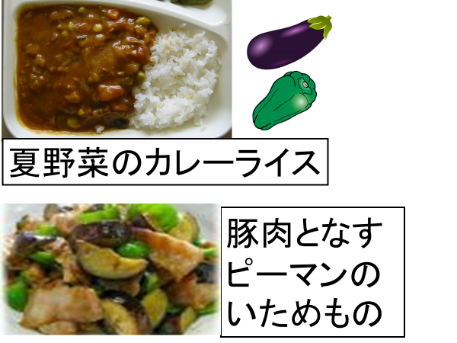 夏野菜のカレーライス
豚肉となす
ピーマンの
いためもの